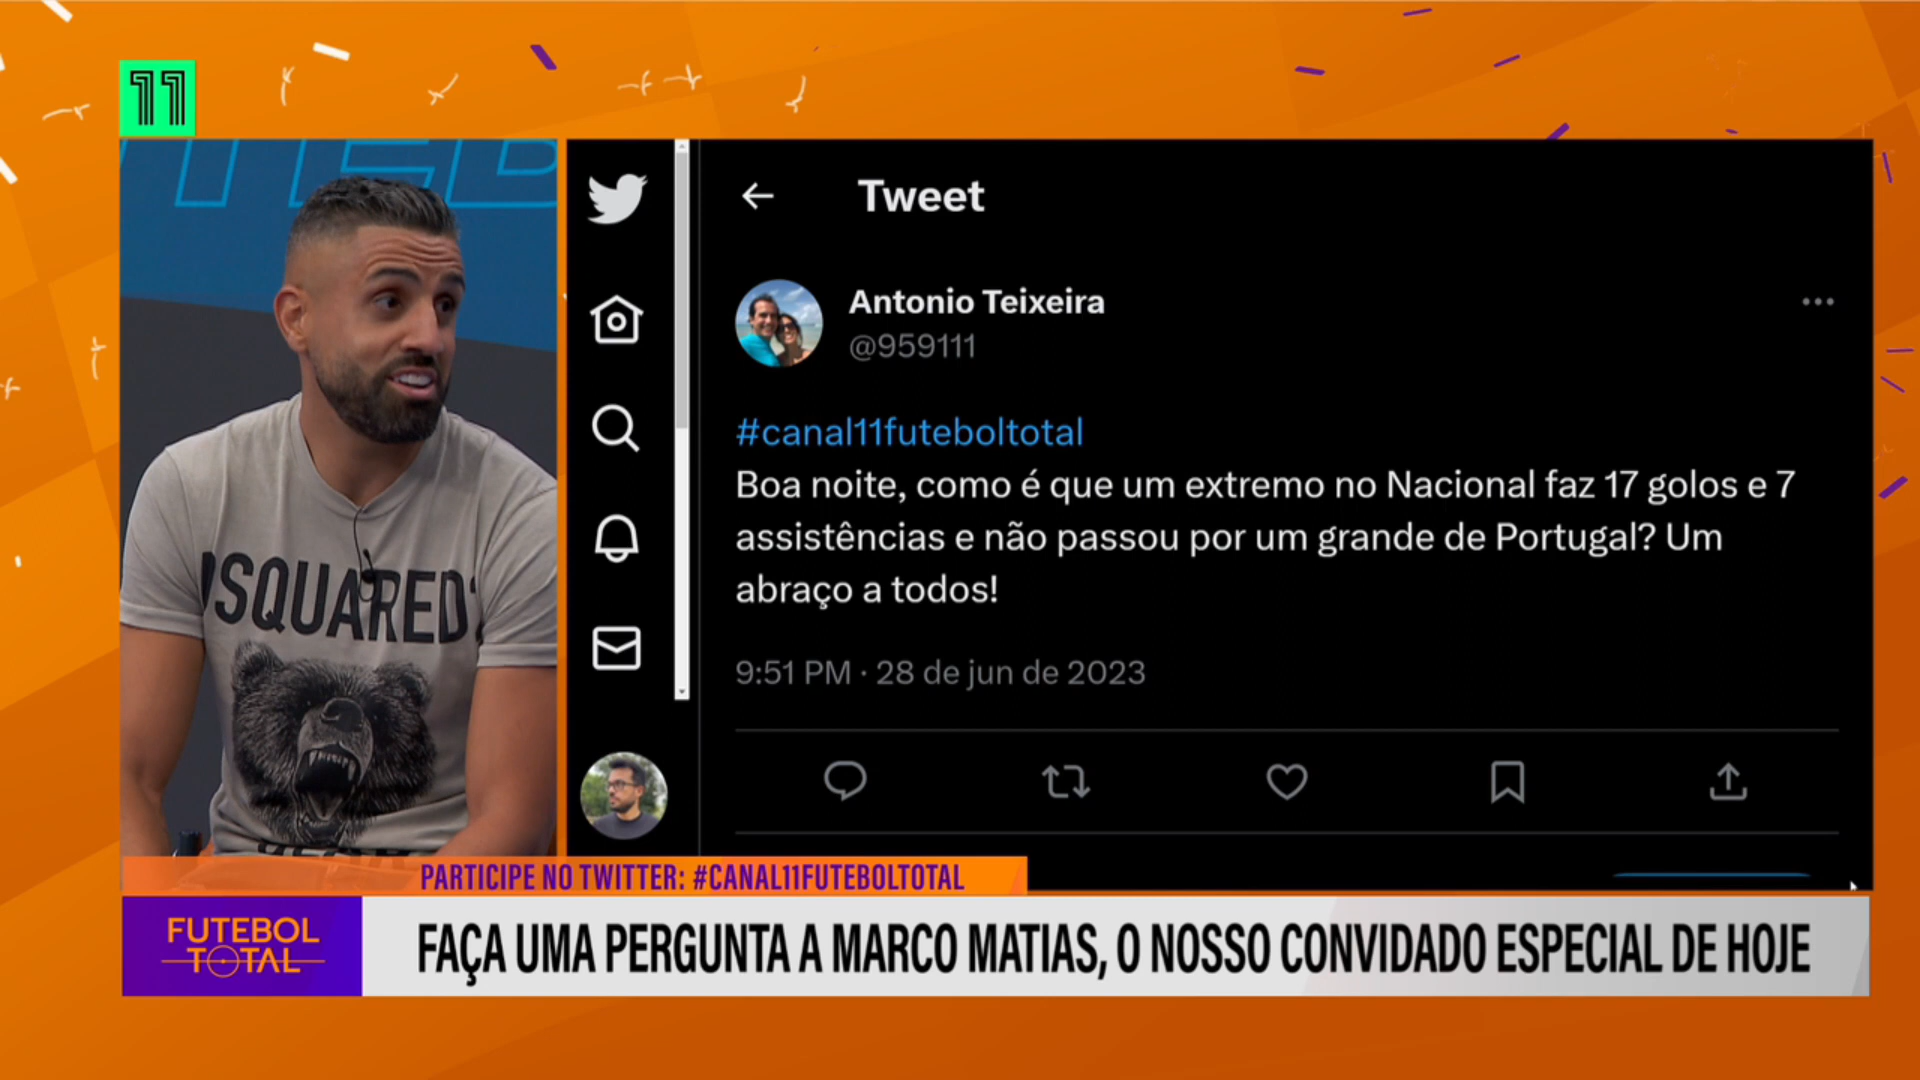 11
Tweet
Antonio Teixeira
@959111
#canal11futeboltotal
Boa noite, como é que um extremo no Nacional faz 17 golos e 7
assistências e não passou por um grande de Portugal? Um
abraço a todos!
9:51 PM · 28 de jun de 2023
SQUARED
PARTICIPE NO TWITTER: #CANAL11FUTEBOLTOTAL
FUTEBOL
TOTAL
FAÇA UMA PERGUNTA A MARCO MATIAS, O NOSSO CONVIDADO ESPECIAL DE HOJE